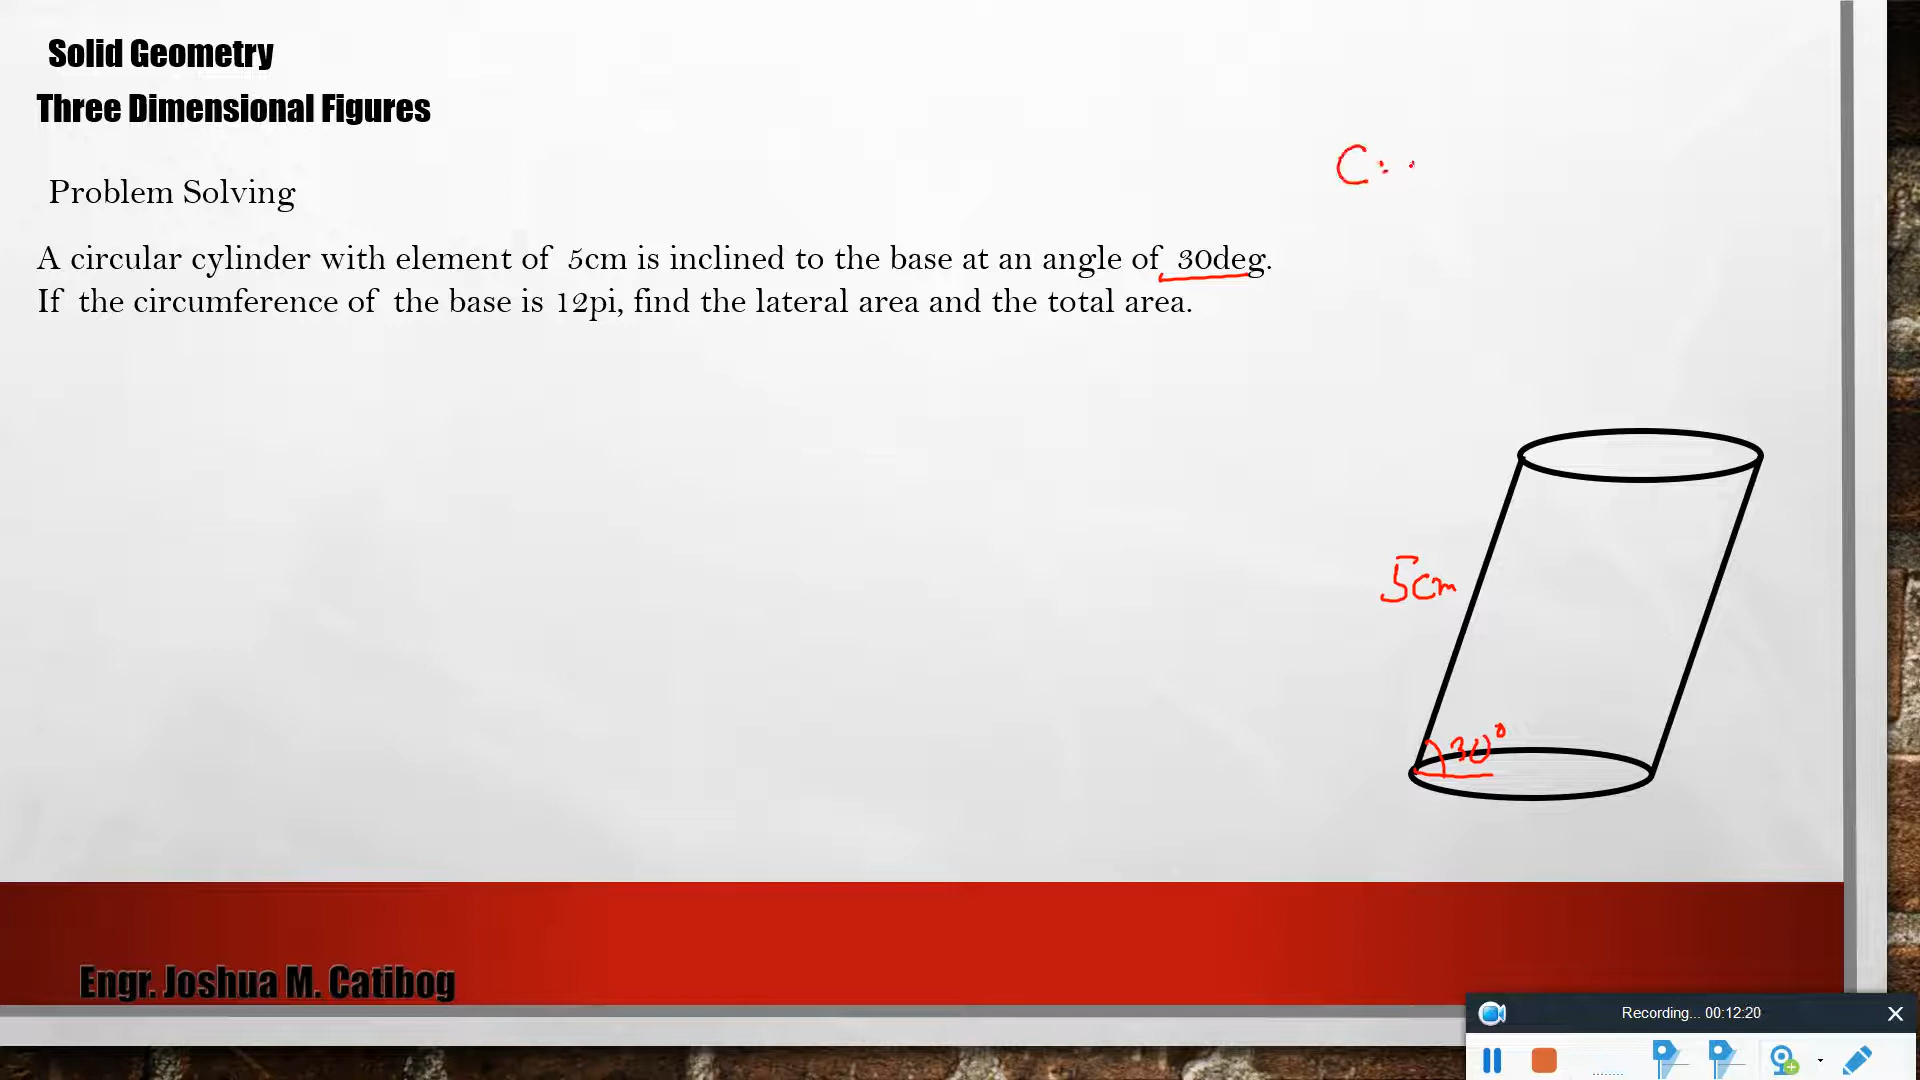 Solid Geometry
Three Dimensional Figures
Problem Solving
C:
A circular cylinder with element of 5cm is inclined to the base at an angle of 30deg.
If the circumference of the base is 12pi, find the lateral area and the total area.
5cm
30°
Engr. Joshua M. Catibog
Recording... 00:12:20